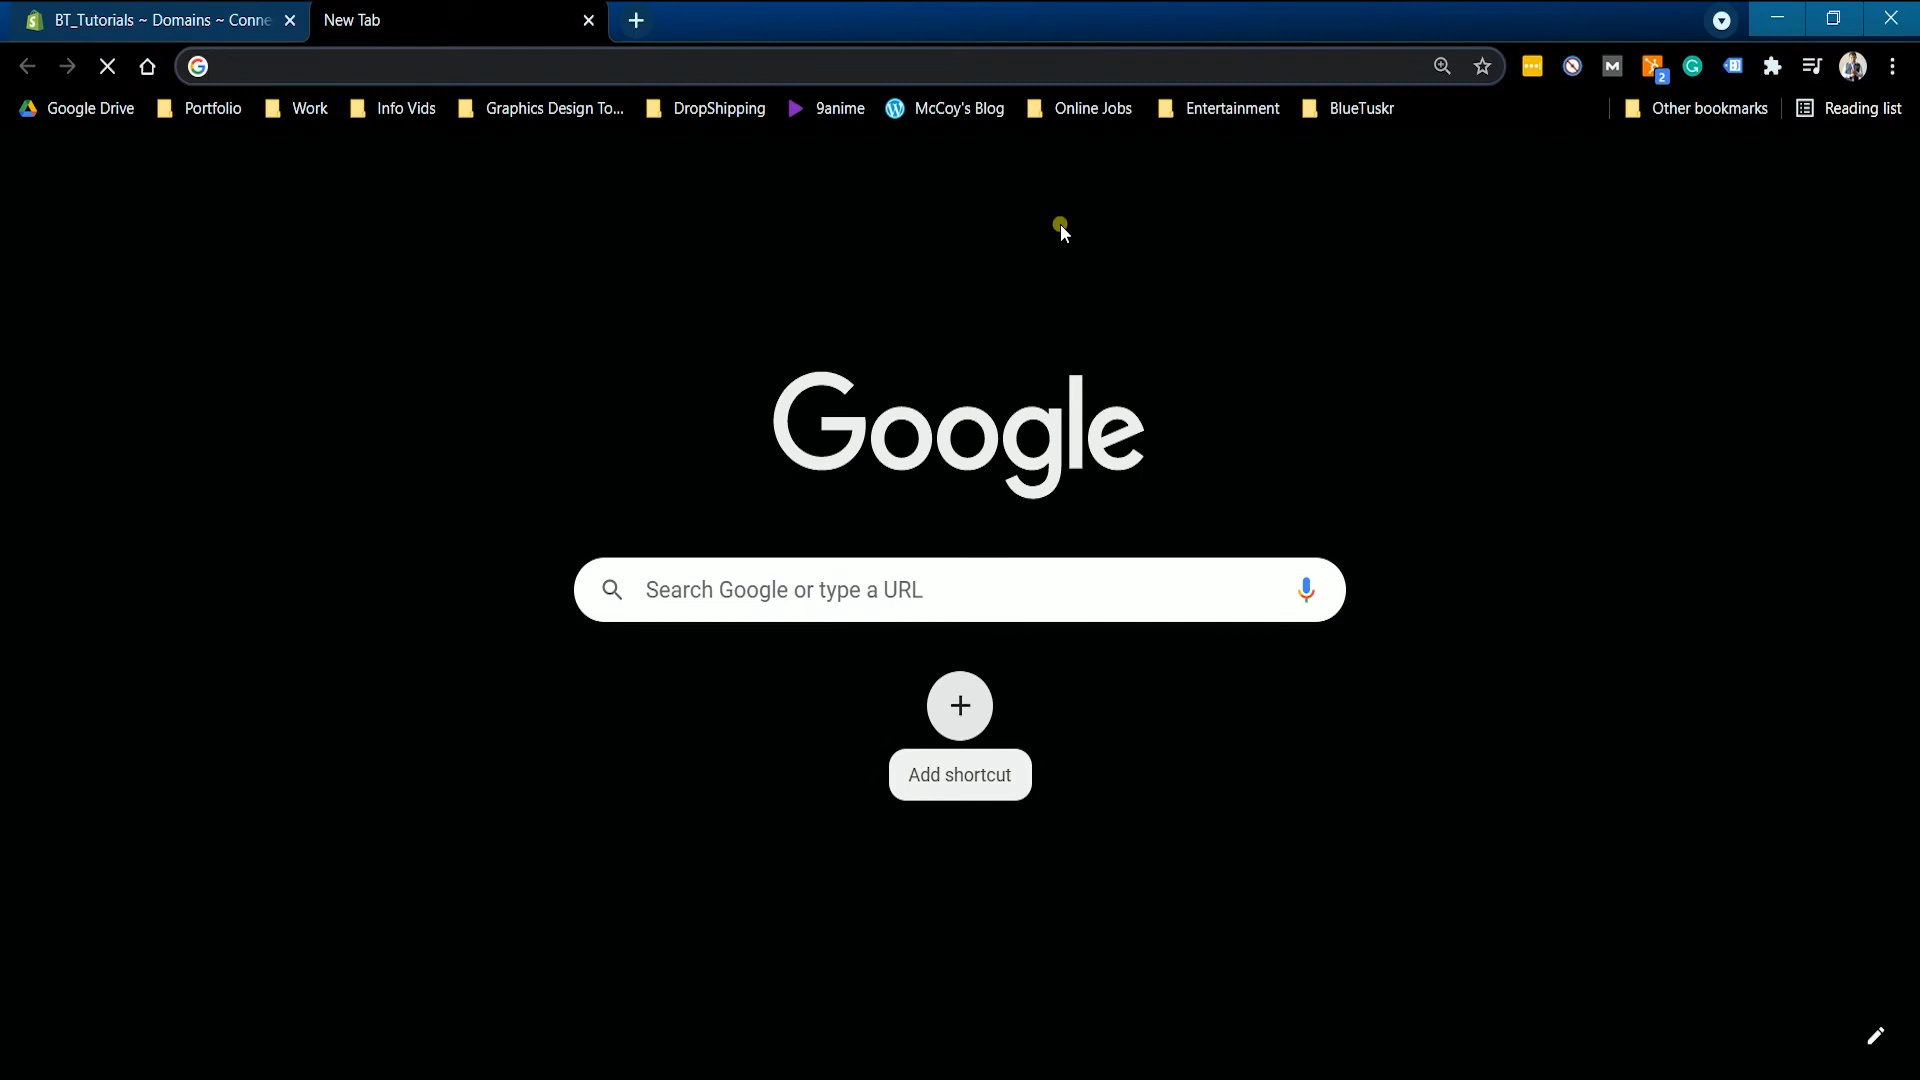 BT_Tutorials ~ Domains ~ Conne
New Tab
Google Drive
Portfolio
Work
Info Vids
Graphics Design To...
DropShipping
9anime
McCoy's Blog
Online Jobs
Entertainment
BlueTuskr
Other bookmarks
Reading list
2
Google
Search Google or type a URL
Add shortcut